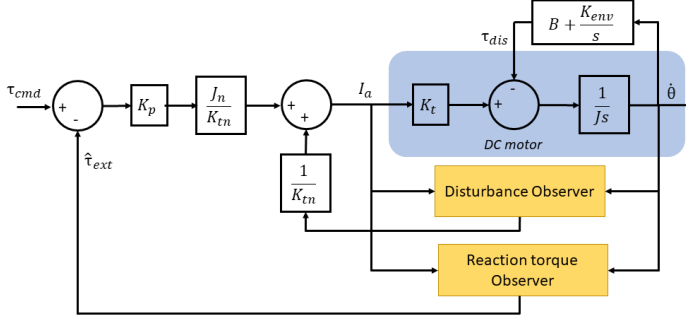 B + K_env/s
τ_dis
τ_cmd
+
-
K_p
J_n/K_tn
+
+
I_a
K_t
+
-
1/Js
θ̇
DC motor
τ̂_ext
1/K_tn
Disturbance Observer
Reaction torque
Observer